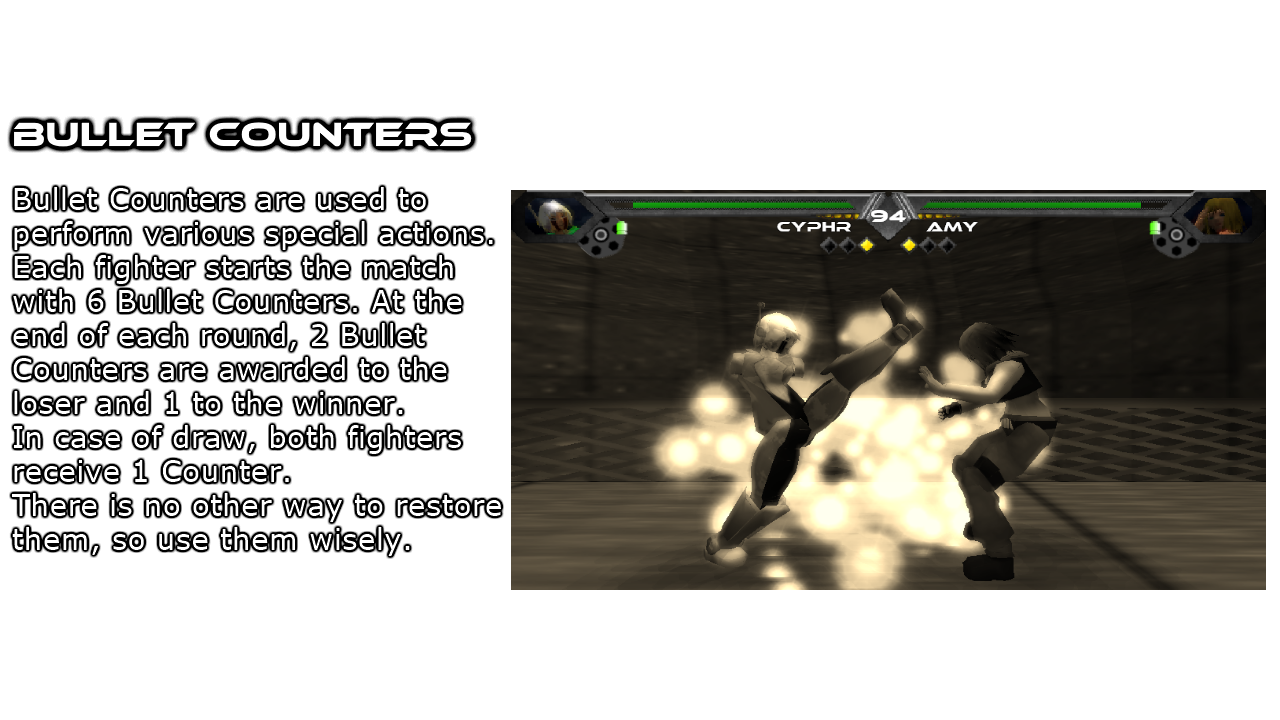 BULLET COUNTERS
Bullet Counters are used to
perform various special actions.
Each fighter starts the match
with 6 Bullet Counters. At the
end of each round, 2 Bullet
Counters are awarded to the
loser and 1 to the winner.
In case of draw, both fighters
receive 1 Counter.
There is no other way to restore
them, so use them wisely.
94
CYPHR
AMY